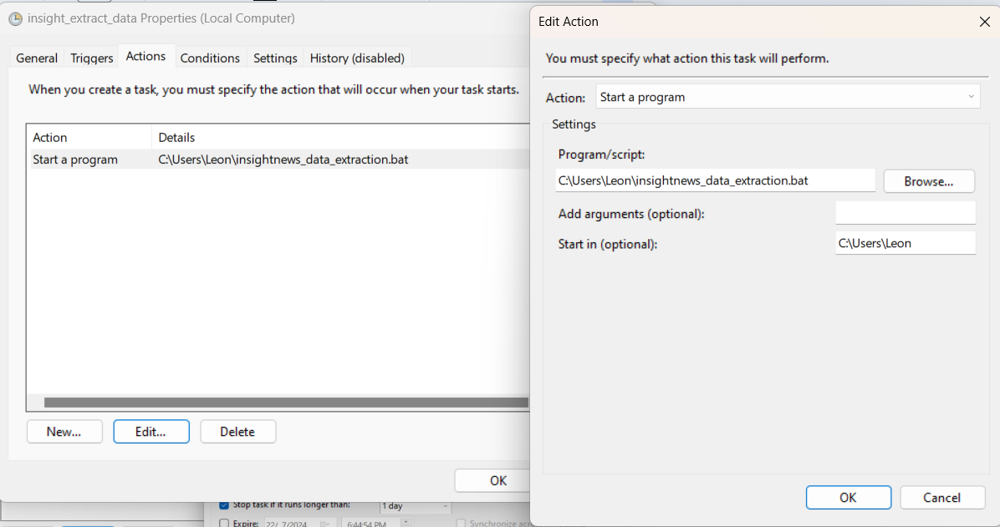 insight_extract_data Properties (Local Computer)
General Triggers Actions Conditions Settings History (disabled)
When you create a task, you must specify the action that will occur when your task starts.
Action Details
Start a program C:\Users\Leon\insightnews_data_extraction.bat
New... Edit... Delete
OK
Stop task if it runs longer than: 1 day
Expire: 22/ 7/2024 6:44:54 PM Synchronize
Edit Action
You must specify what action this task will perform.
Action: Start a program
Settings
Program/script:
C:\Users\Leon\insightnews_data_extraction.bat Browse...
Add arguments (optional):
Start in (optional): C:\Users\Leon
OK Cancel